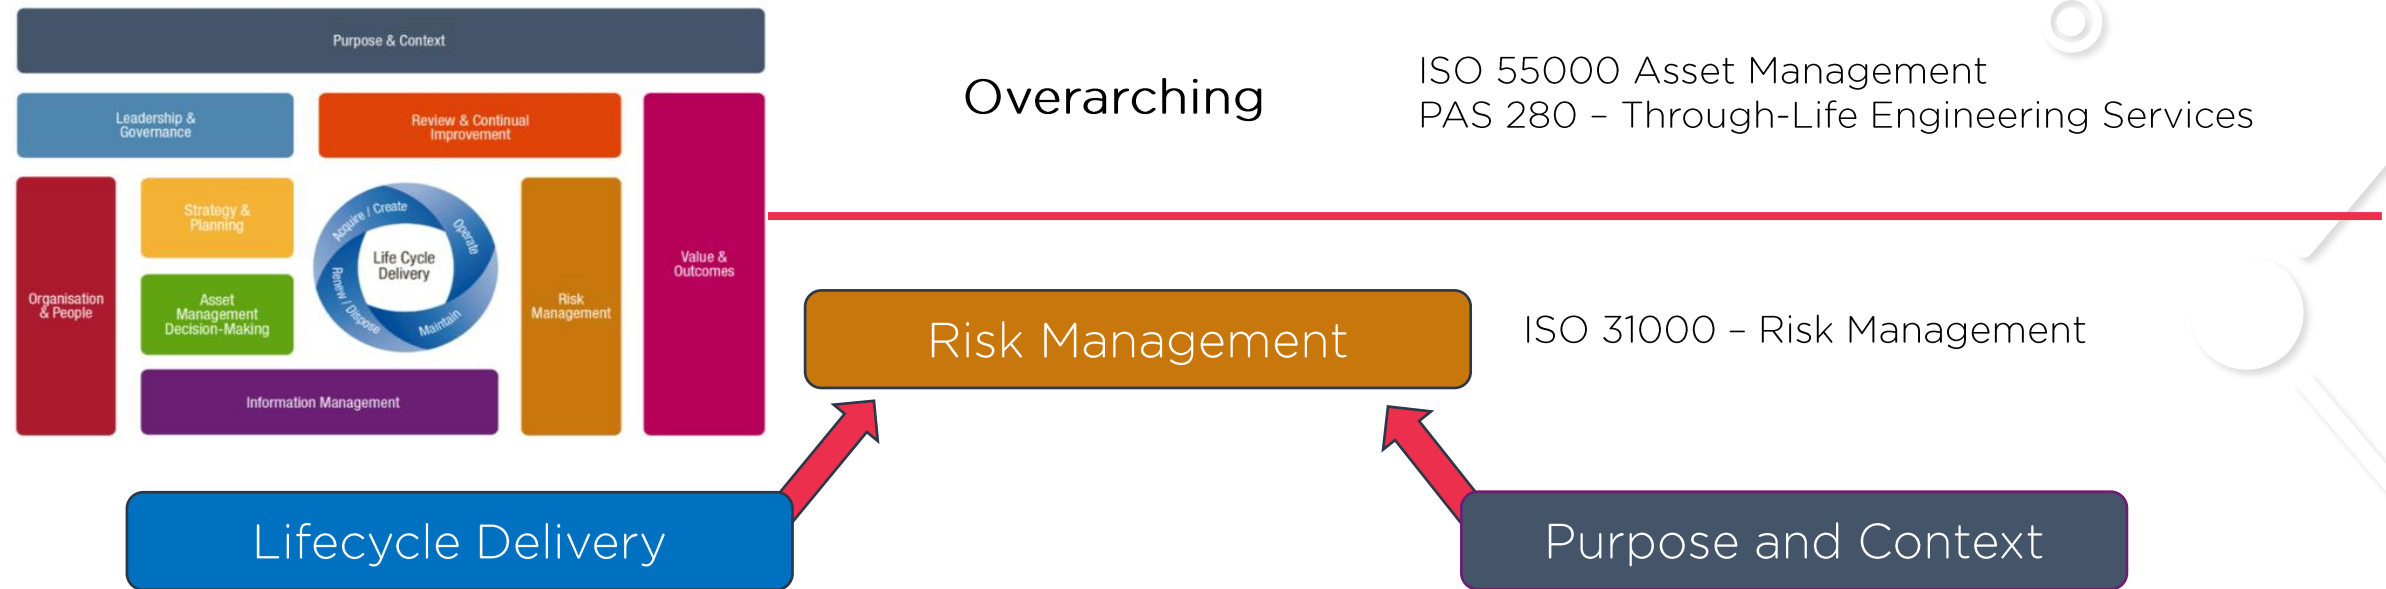 Purpose & Context
Leadership &
Governance
Review & Continual
Improvement
Organisation
& People
Strategy &
Planning
Asset
Management
Decision-Making
Acquire / Create
Operate
Maintain
Renew / Dispose
Life Cycle
Delivery
Risk
Management
Value &
Outcomes
Information Management
Overarching
ISO 55000 Asset Management
PAS 280 – Through-Life Engineering Services
Risk Management
ISO 31000 – Risk Management
Lifecycle Delivery
Purpose and Context